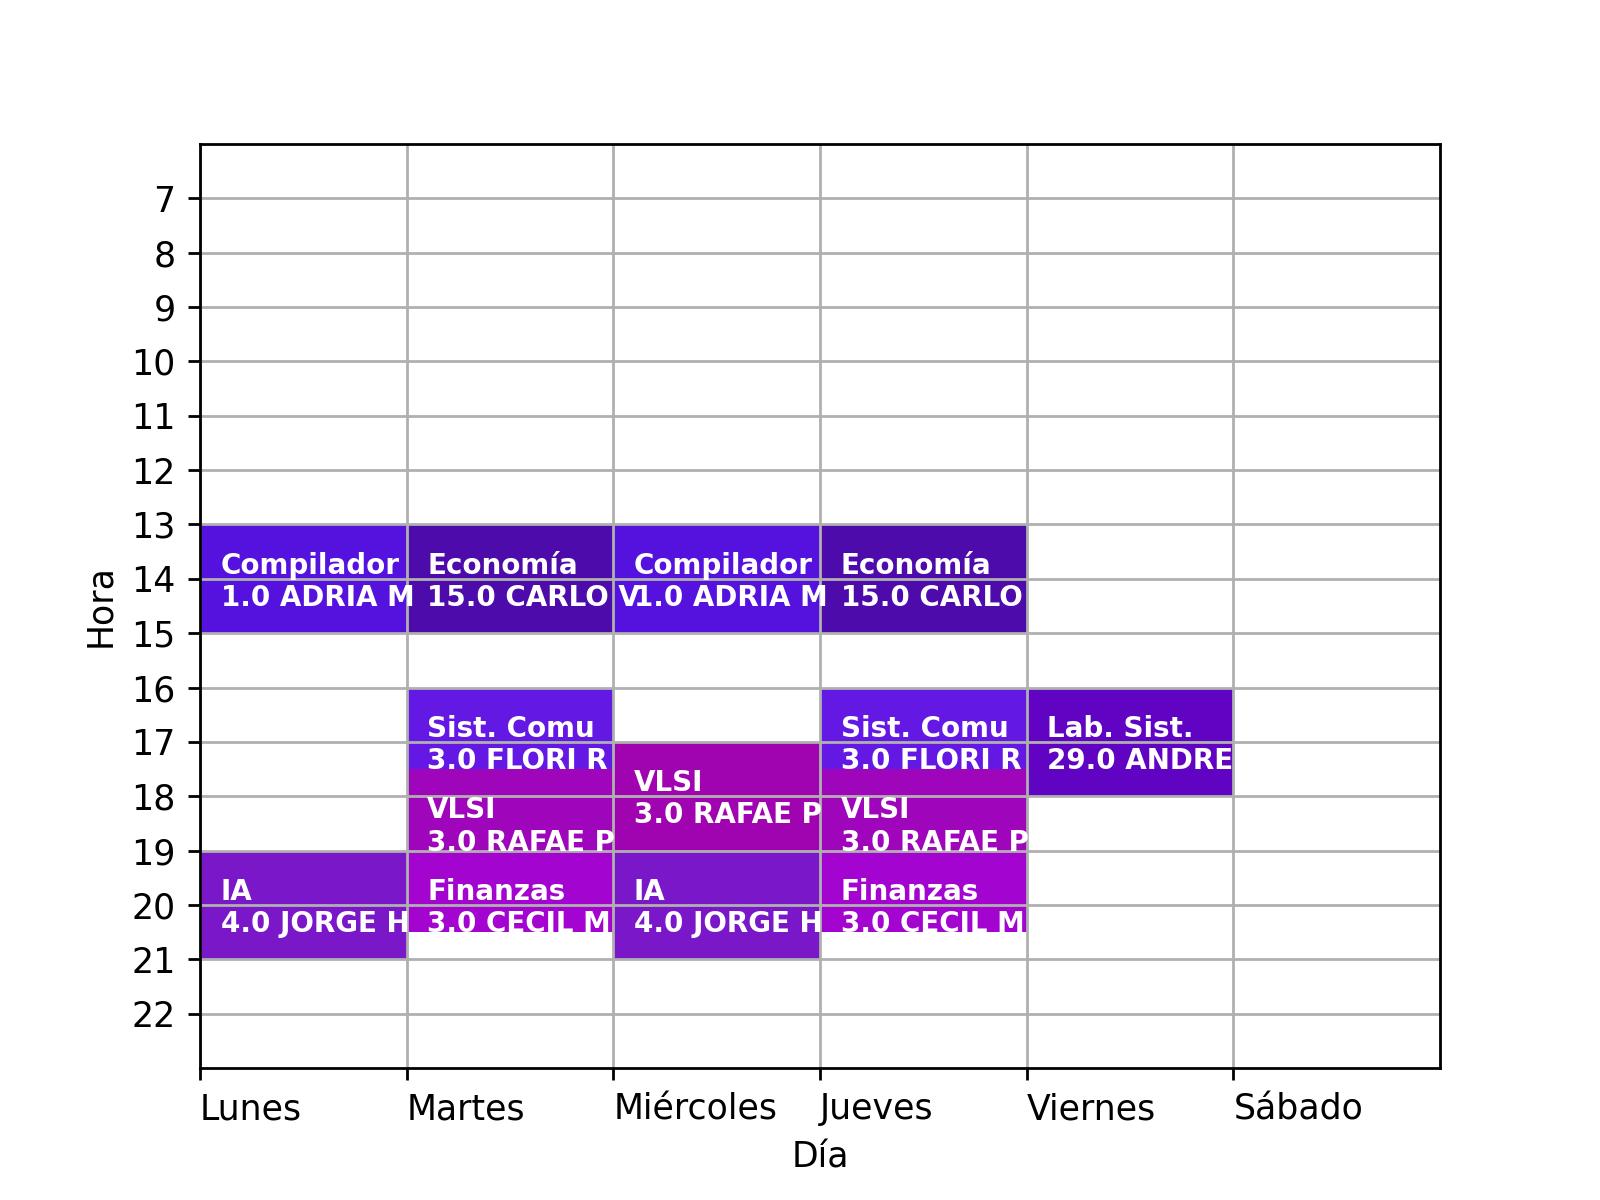 7
8
9
10
11
12
13
14
15
16
17
18
19
20
21
22
Hora
Compilador
1.0 ADRIA M
Economía
15.0 CARLO V
Compilador
1.0 ADRIA M
Economía
15.0 CARLO
Sist. Comu
3.0 FLORI R
Sist. Comu
3.0 FLORI R
Lab. Sist.
29.0 ANDRE
VLSI
3.0 RAFAE P
VLSI
3.0 RAFAE P
VLSI
3.0 RAFAE P
IA
4.0 JORGE H
Finanzas
3.0 CECIL M
IA
4.0 JORGE H
Finanzas
3.0 CECIL M
Lunes
Martes
Miércoles
Jueves
Viernes
Sábado
Día